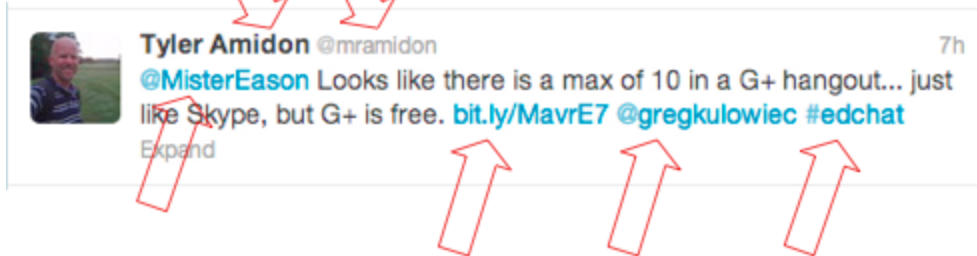 Tyler Amidon @mramidon 7h
@MisterEason Looks like there is a max of 10 in a G+ hangout... just
like Skype, but G+ is free. bit.ly/MavrE7 @gregkulowiec #edchat
Expand